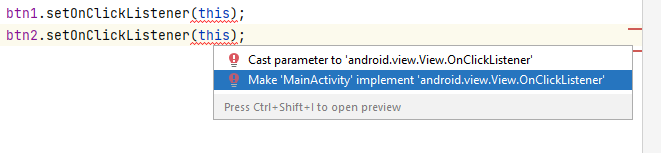 btn1.setOnClickListener(this);
btn2.setOnClickListener(this);
Cast parameter to 'android.view.View.OnClickListener'
Make 'MainActivity' implement 'android.view.View.OnClickListener'
Press Ctrl+Shift+I to open preview